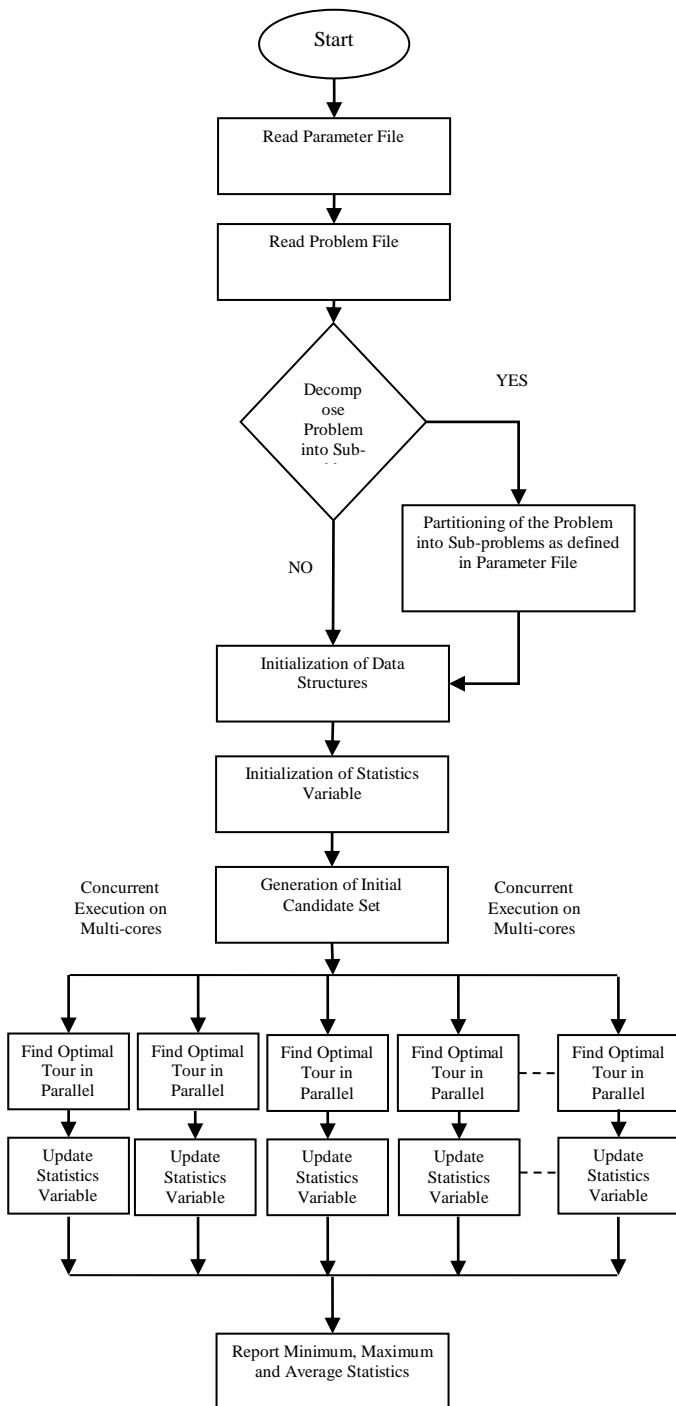 Start
Read Parameter File
Read Problem File
YES
Decomp
ose
Problem
into Sub-
Partitioning of the Problem
into Sub-problems as defined
in Parameter File
NO
Initialization of Data
Structures
Initialization of Statistics
Variable
Concurrent
Execution on
Multi-cores
Generation of Initial
Candidate Set
Concurrent
Execution on
Multi-cores
Find Optimal
Tour in
Parallel
Find Optimal
Tour in
Parallel
Find Optimal
Tour in
Parallel
Find Optimal
Tour in
Parallel
Find Optimal
Tour in
Parallel
Update
Statistics
Variable
Update
Statistics
Variable
Update
Statistics
Variable
Update
Statistics
Variable
Update
Statistics
Variable
Report Minimum, Maximum
and Average Statistics